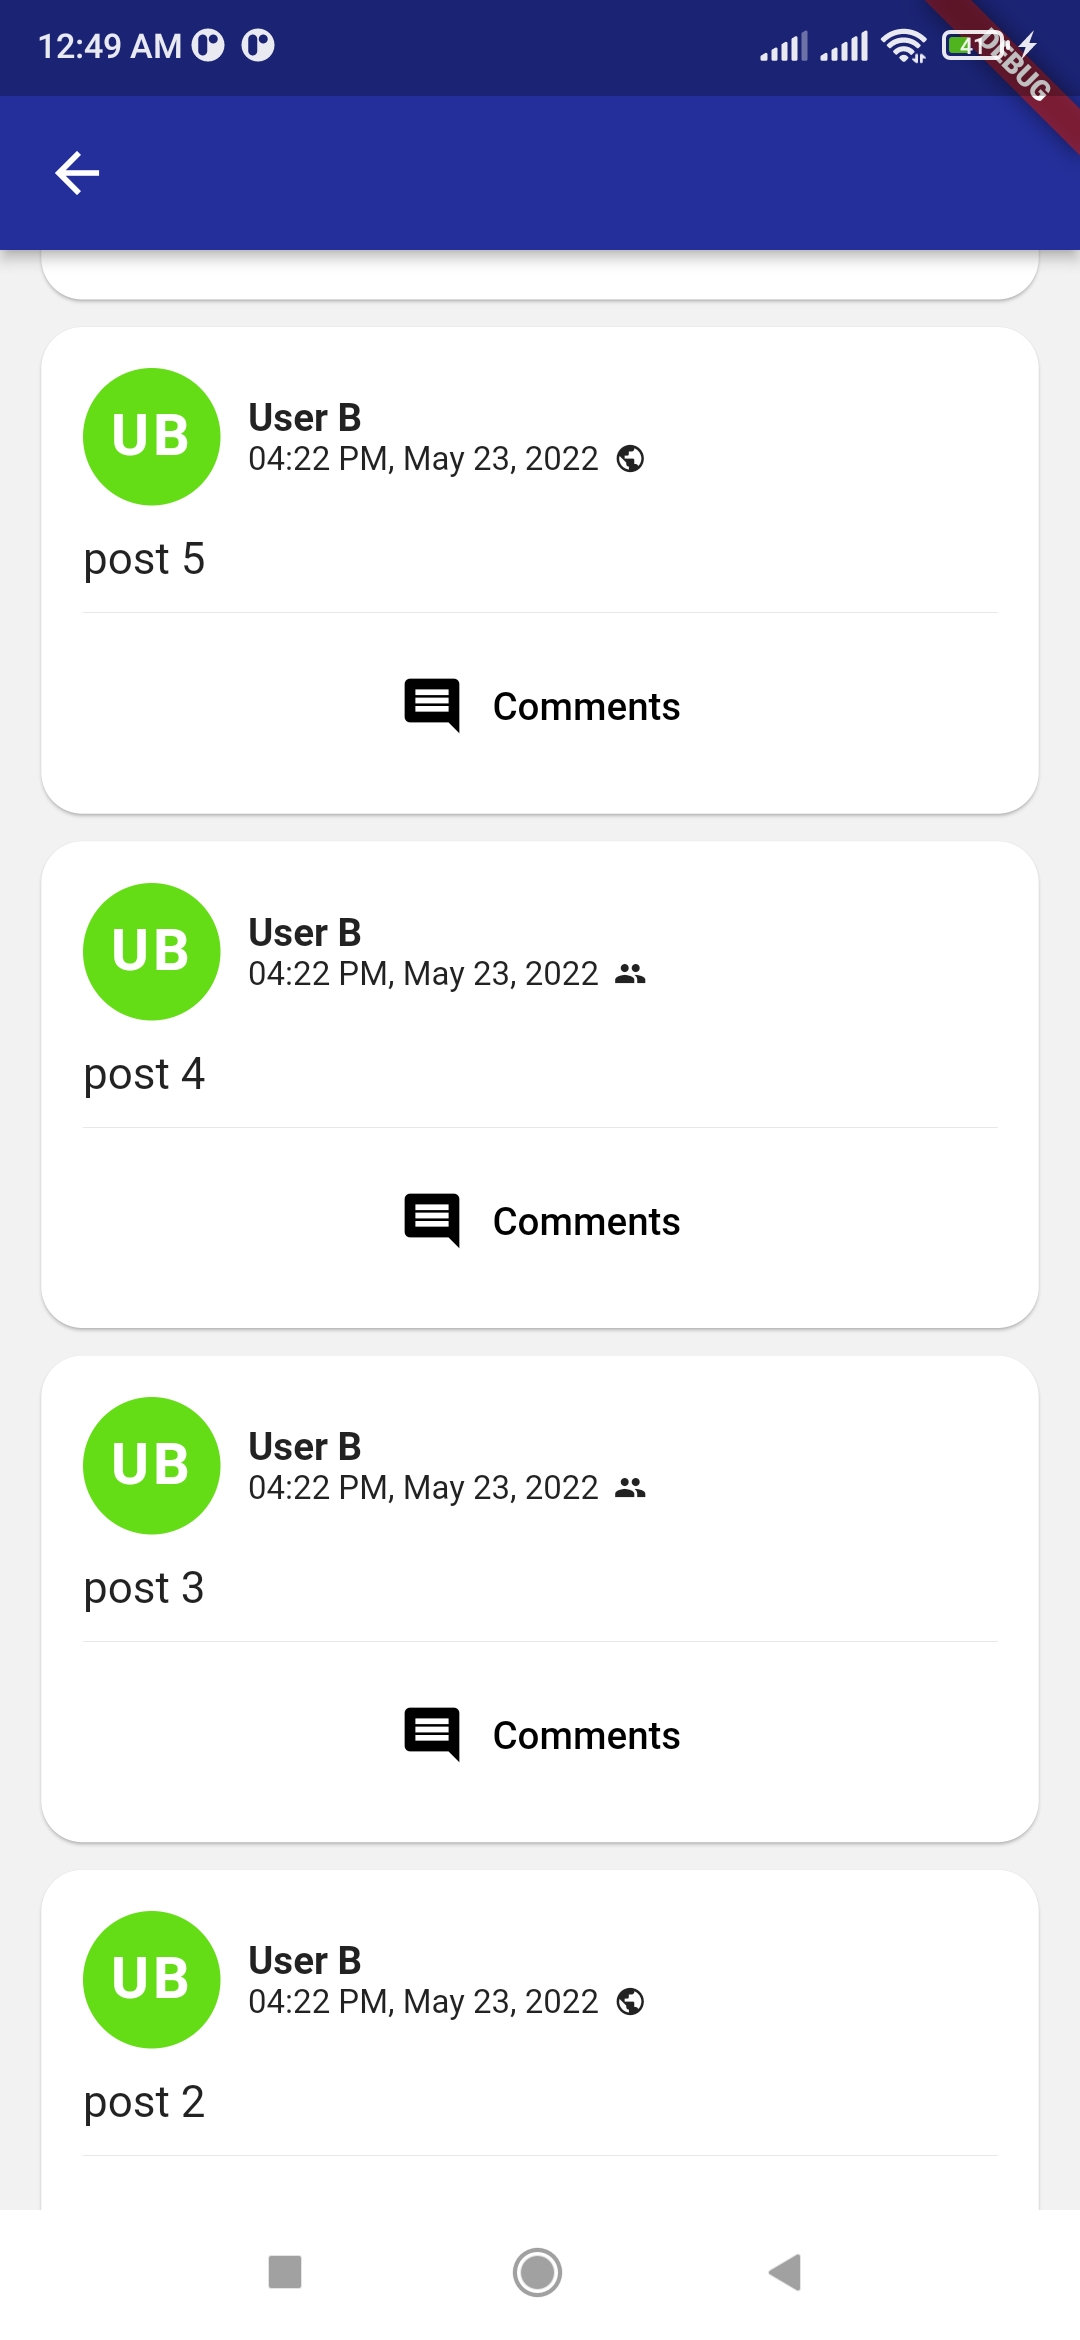 12:49 AM
41
DEBUG
UB
User B
04:22 PM, May 23, 2022
post 5
Comments
UB
User B
04:22 PM, May 23, 2022
post 4
Comments
UB
User B
04:22 PM, May 23, 2022
post 3
Comments
UB
User B
04:22 PM, May 23, 2022
post 2